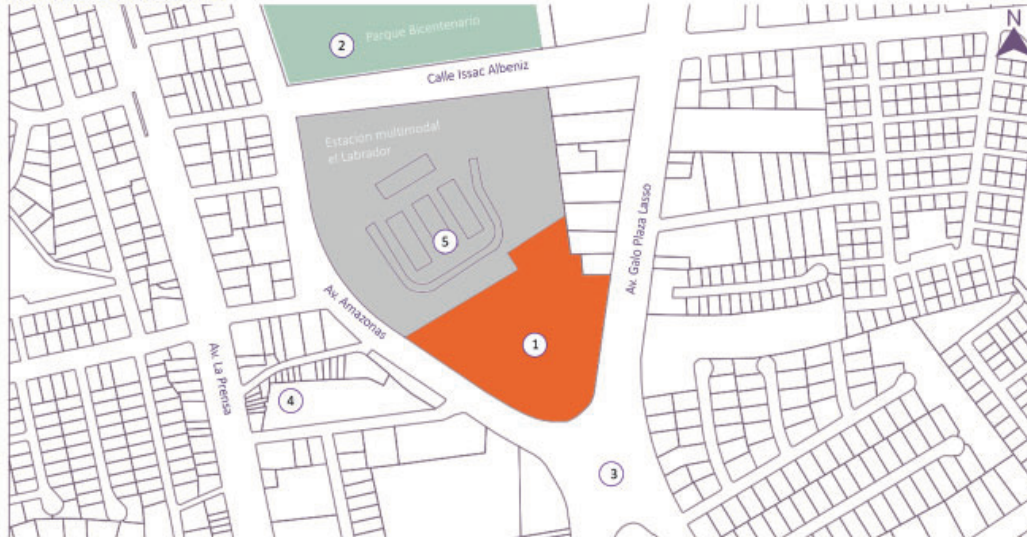 N
2
Parque Bicentenario
Calle Issac Albeniz
Estación multimodal
el Labrador
5
Av. Galo Plaza Lasso
Av. Amazonas
1
Av. La Prensa
4
3